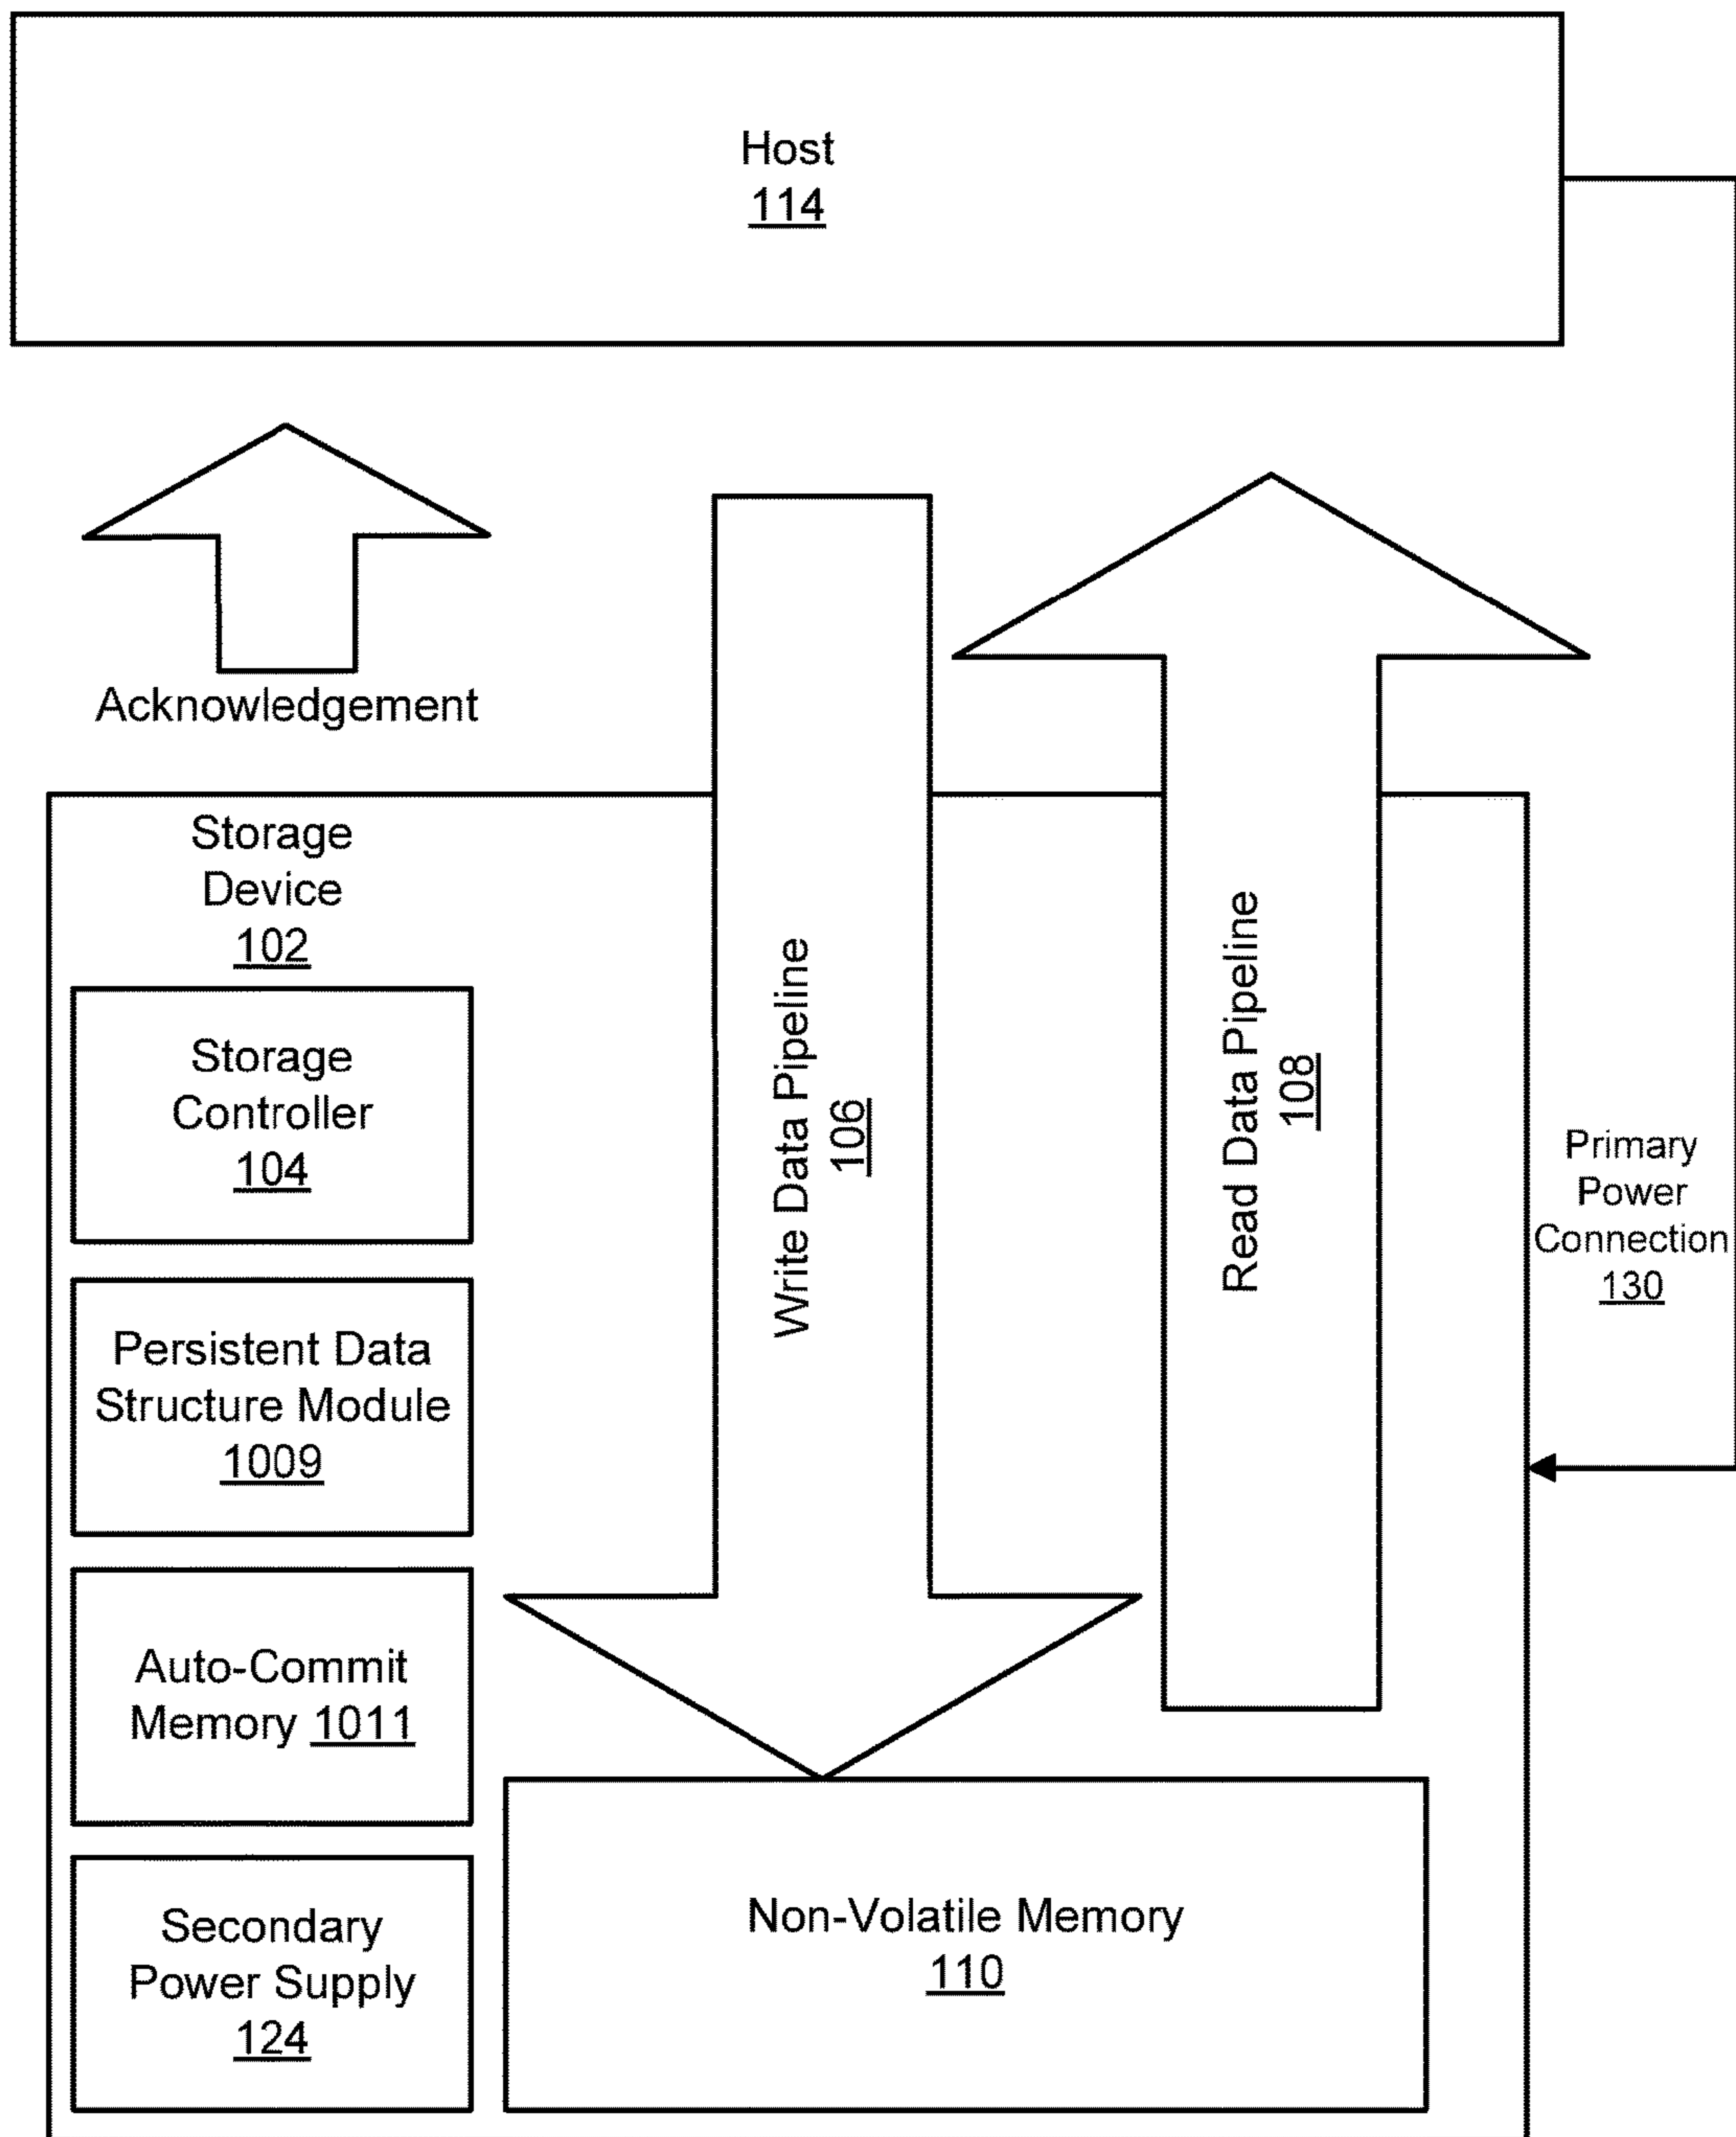 Host
114
Acknowledgement
Storage
Device
102
Storage
Controller
104
Persistent Data
Structure Module
1009
Auto-Commit
Memory 1011
Secondary
Power Supply
124
Write Data Pipeline
106
Read Data Pipeline
108
Non-Volatile Memory
110
Primary
Power
Connection
130